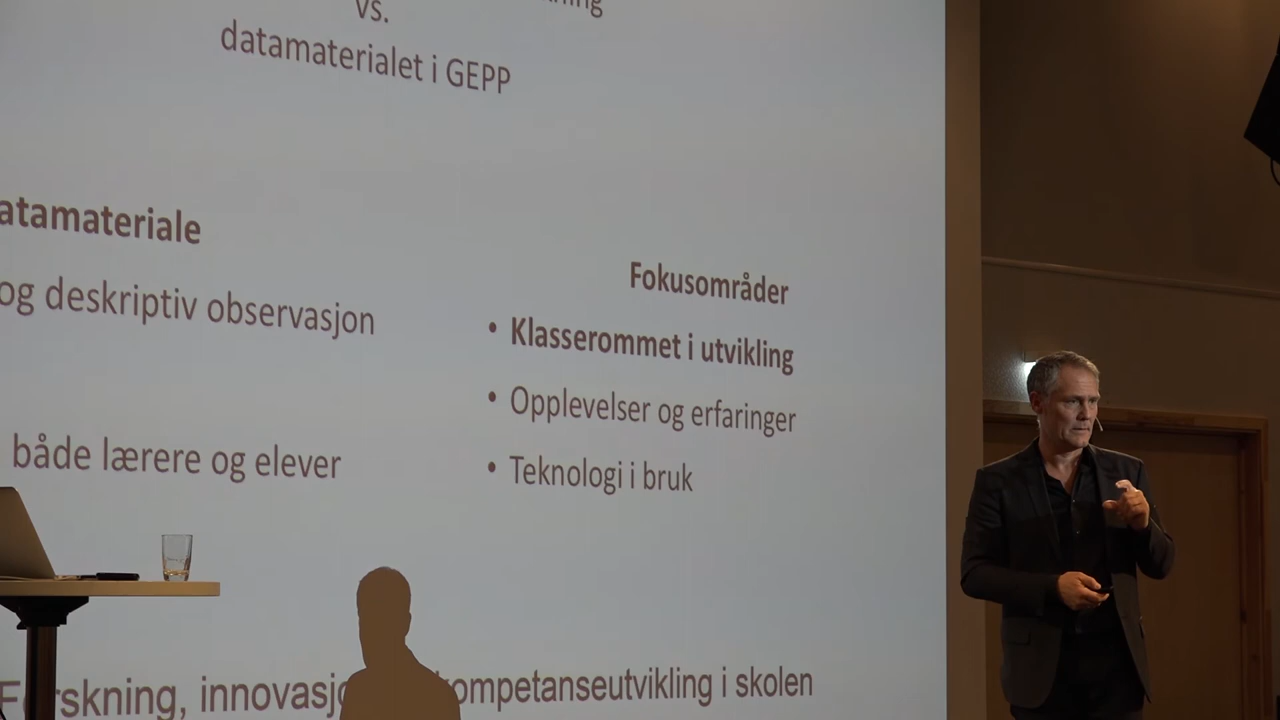 vs.
datamaterialet i GEPP
atamateriale
og deskriptiv observasjon
både lærere og elever
Fokusområder
• Klasserommet i utvikling
• Opplevelser og erfaringer
• Teknologi i bruk
Forskning, innovasjo kompetanseutvikling i skolen